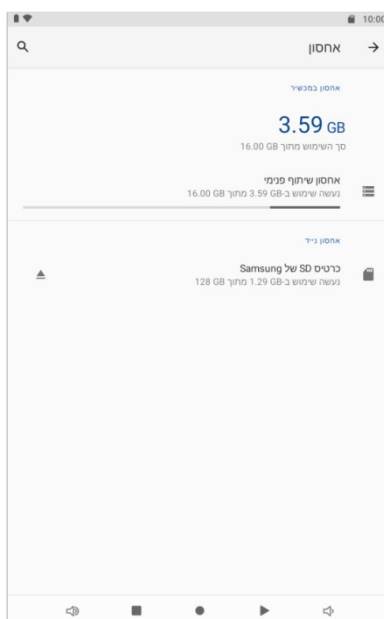 10:00
אחסון
אחסון במכשיר
3.59 GB
סך השימוש מתוך 16.00 GB
אחסון שיתוף פנימי
נעשה שימוש ב-3.59 GB מתוך 16.00 GB
אחסון נייד
כרטיס SD של Samsung
נעשה שימוש ב-1.29 GB מתוך 128 GB